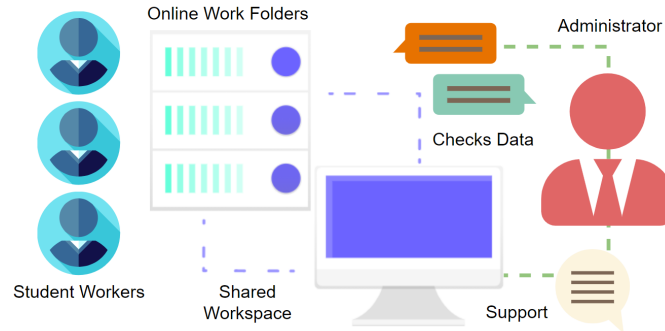 Online Work Folders
Administrator
Checks Data
Student Workers
Shared
Workspace
Support